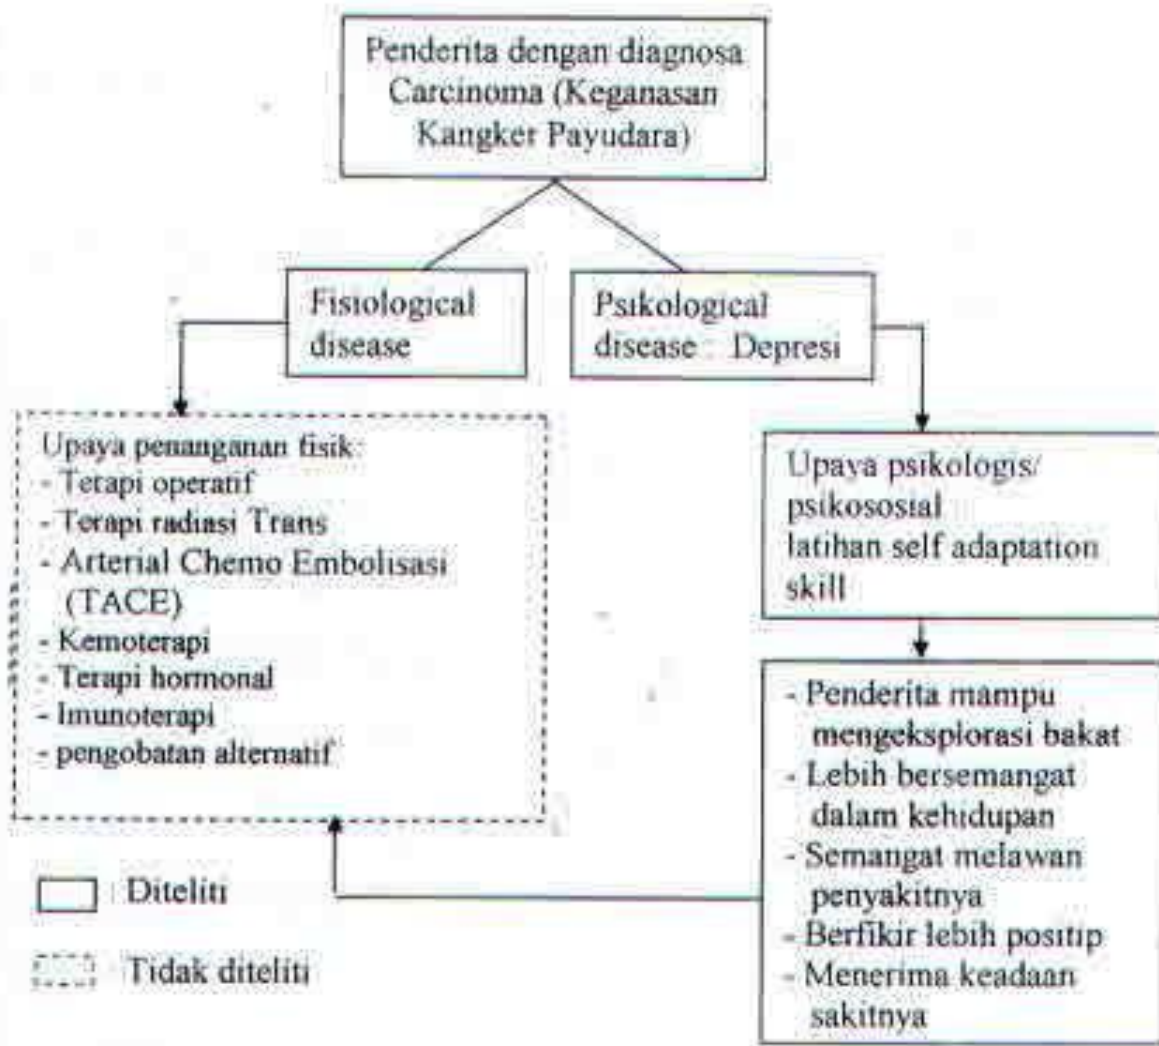 Penderita dengan diagnosa
Carcinoma (Keganasan
Kangker Payudara)
Fisiological
disease
Psikological
disease : Depresi
Upaya penanganan fisik:
- Tetapi operatif
- Terapi radiasi Trans
- Arterial Chemo Embolisasi
(TACE)
- Kemoterapi
- Terapi hormonal
- Imunoterapi
- pengobatan alternatif
Upaya psikologis/
psikososial
latihan self adaptation
skill
- Penderita mampu
mengeksplorasi bakat
- Lebih bersemangat
dalam kehidupan
- Semangat melawan
penyakitnya
- Berfikir lebih positip
- Menerima keadaan
sakitnya
: Diteliti
: Tidak diteliti